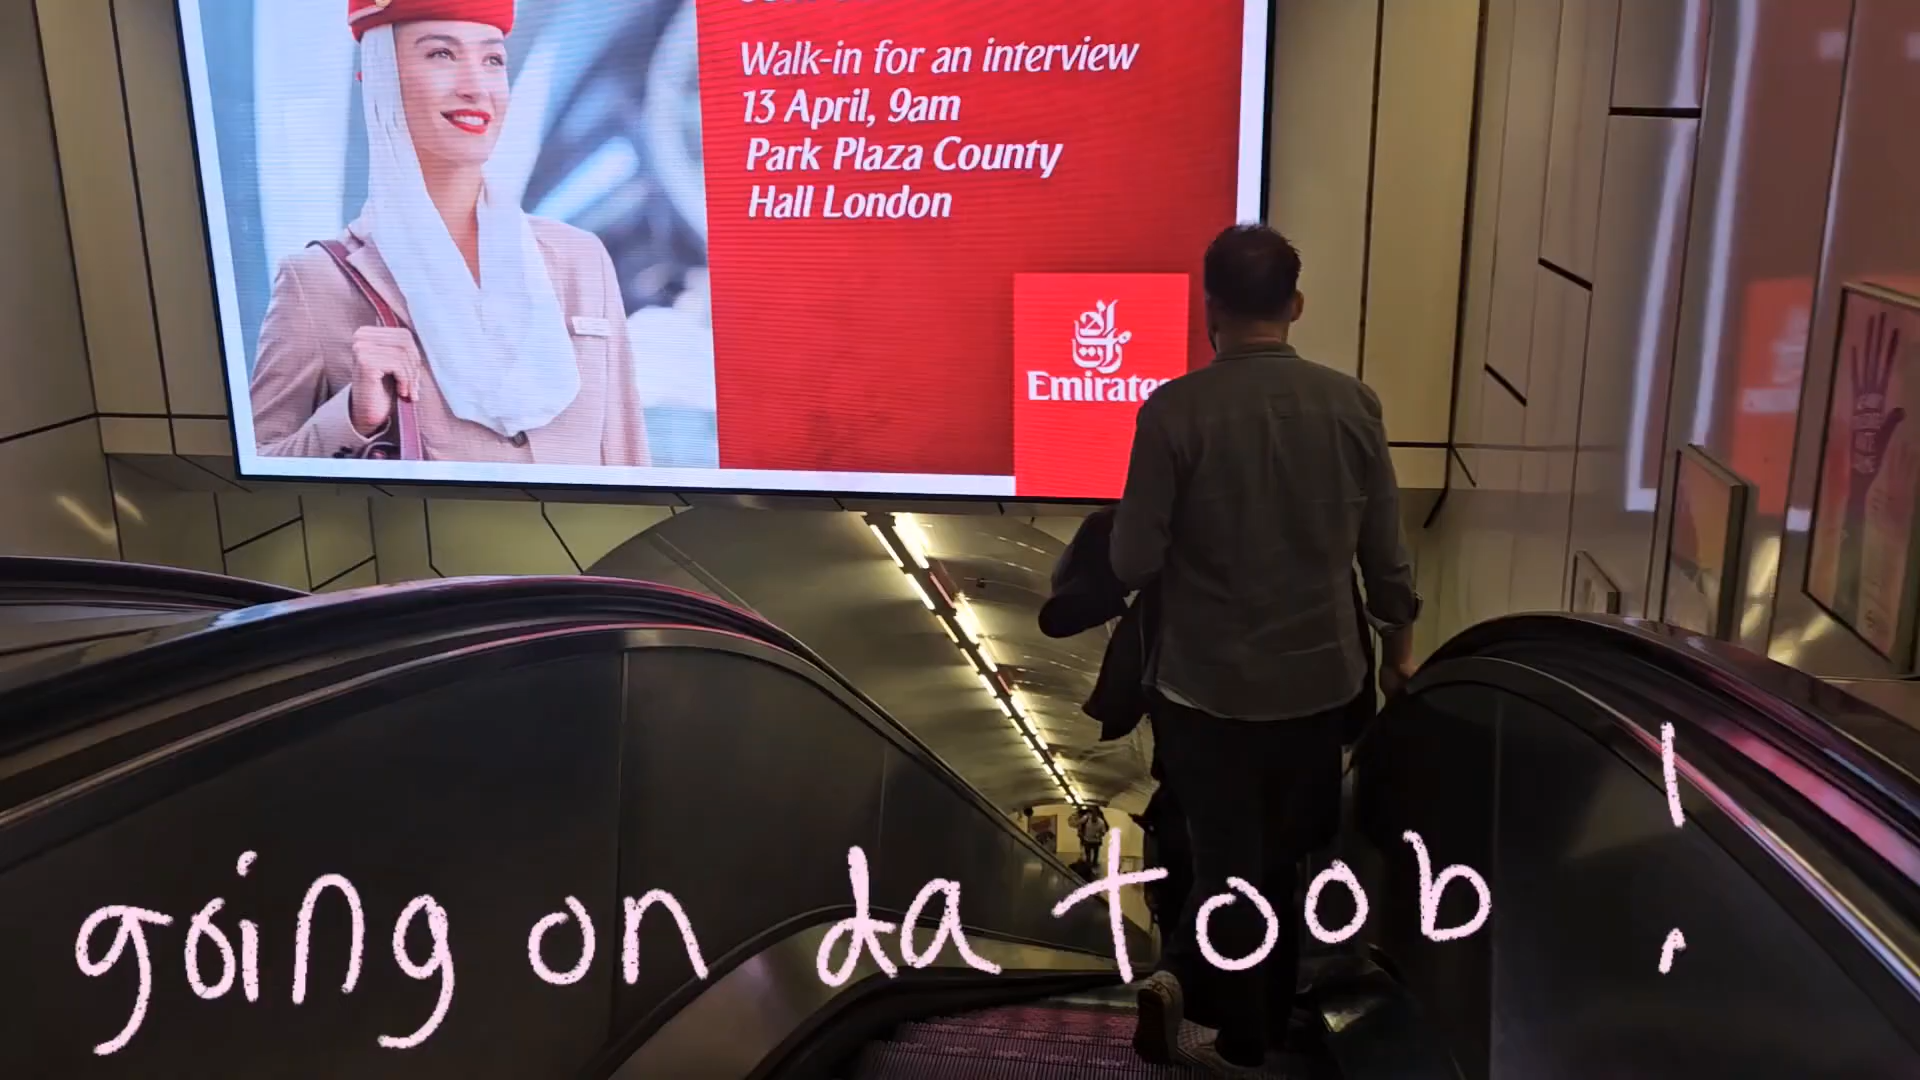 Walk-in for an interview
13 April, 9am
Park Plaza County
Hall London
Emirates
going on da toob !